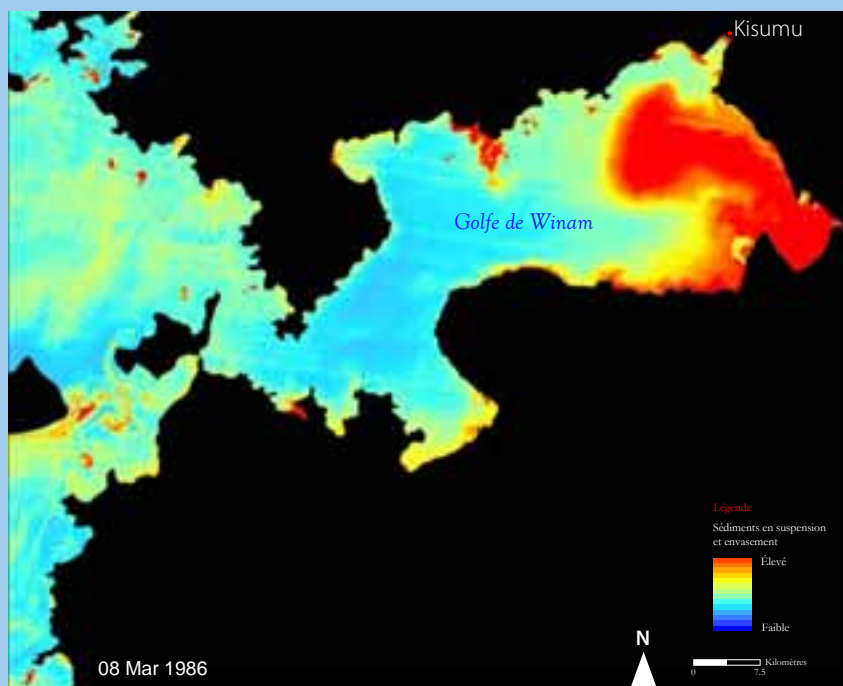 Kisumu
Golfe de Winam
Légende
Sédiments en suspension
et envasement
Élevé
Faible
N
Kilomètres
0 7.5
08 Mar 1986